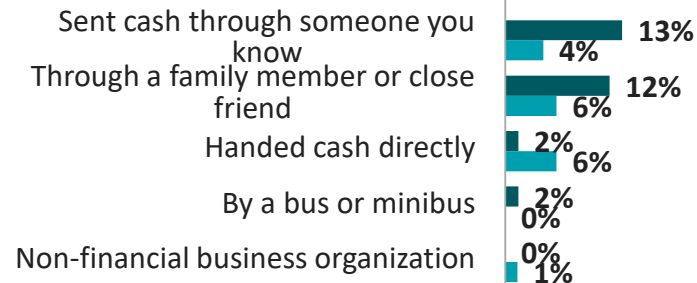 Sent cash through someone you know
13%
4%
Through a family member or close friend
12%
6%
Handed cash directly
2%
6%
By a bus or minibus
2%
0%
Non-financial business organization
0%
1%